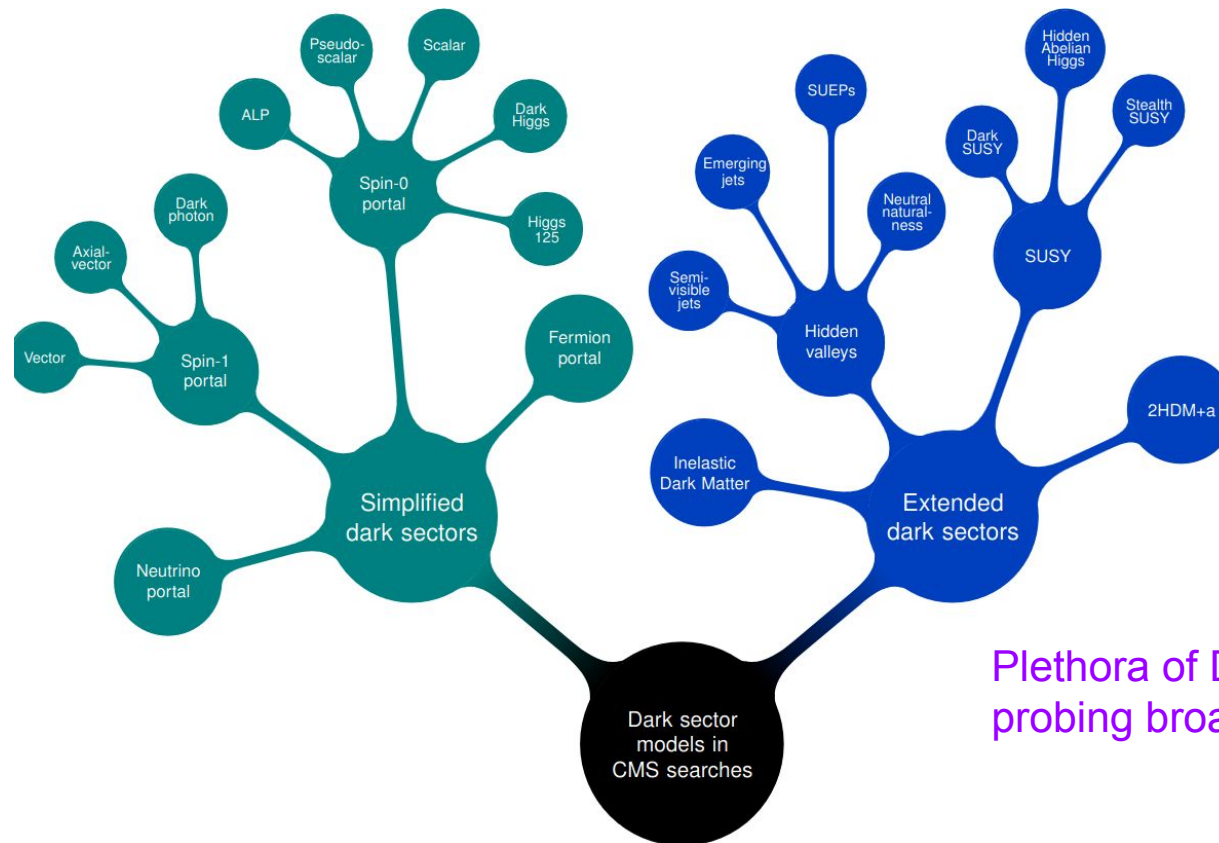 Pseudo-
scalar
Scalar
ALP
Dark
Higgs
Spin-0
portal
Higgs
125
Dark
photon
Axial-
vector
Vector
Spin-1
portal
Fermion
portal
Simplified
dark sectors
Neutrino
portal
Hidden
Abelian
Higgs
SUEPs
Stealth
SUSY
Dark
SUSY
Emerging
jets
Neutral
natural-
ness
SUSY
Semi-
visible
jets
Hidden
valleys
2HDM+a
Inelastic
Dark Matter
Extended
dark sectors
Plethora of
probing
Dark sector
models in
CMS searches